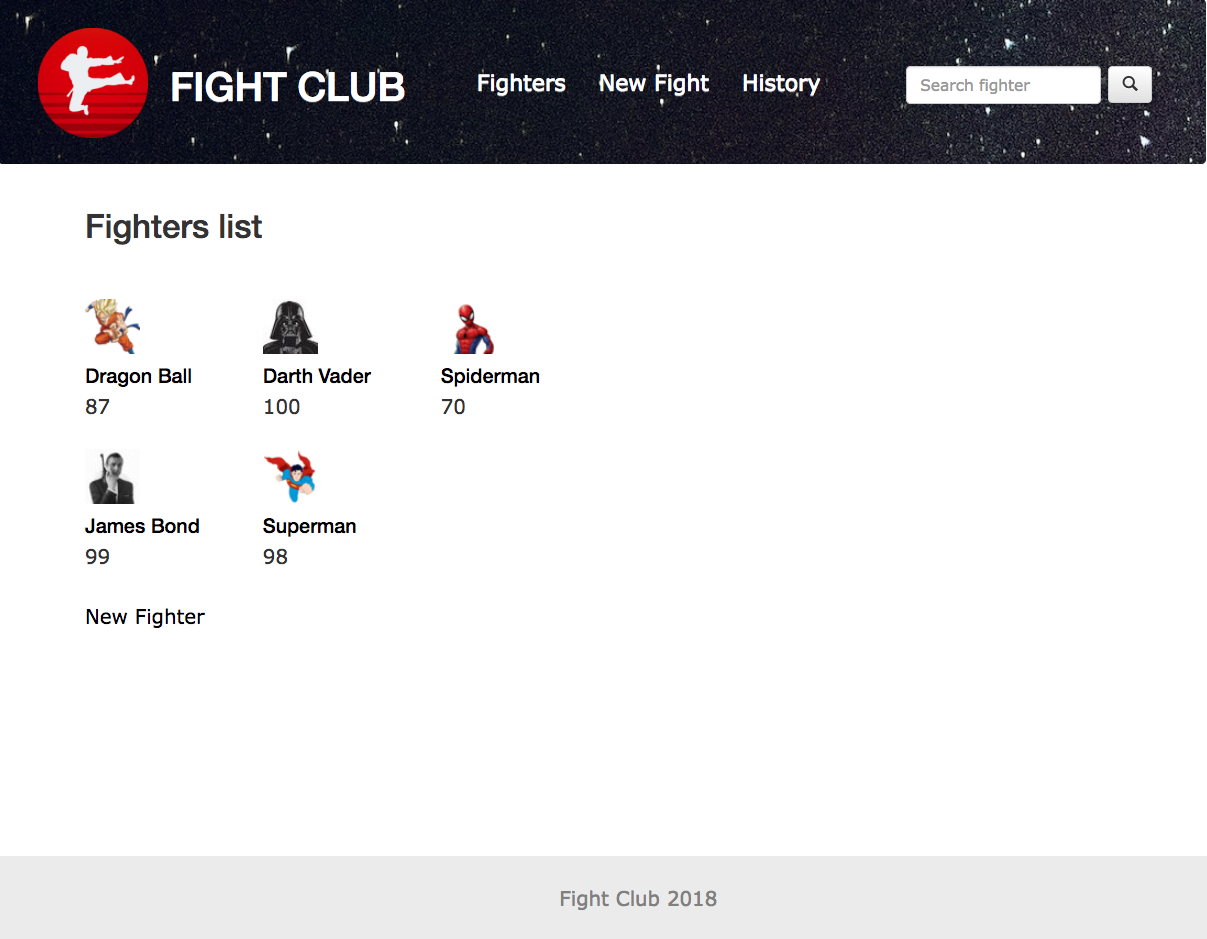 FIGHT CLUB
Fighters New Fight History
Search fighter
Fighters list
Dragon Ball Darth Vader Spiderman
87 100 70
James Bond Superman
99 98
New Fighter
Fight Club 2018